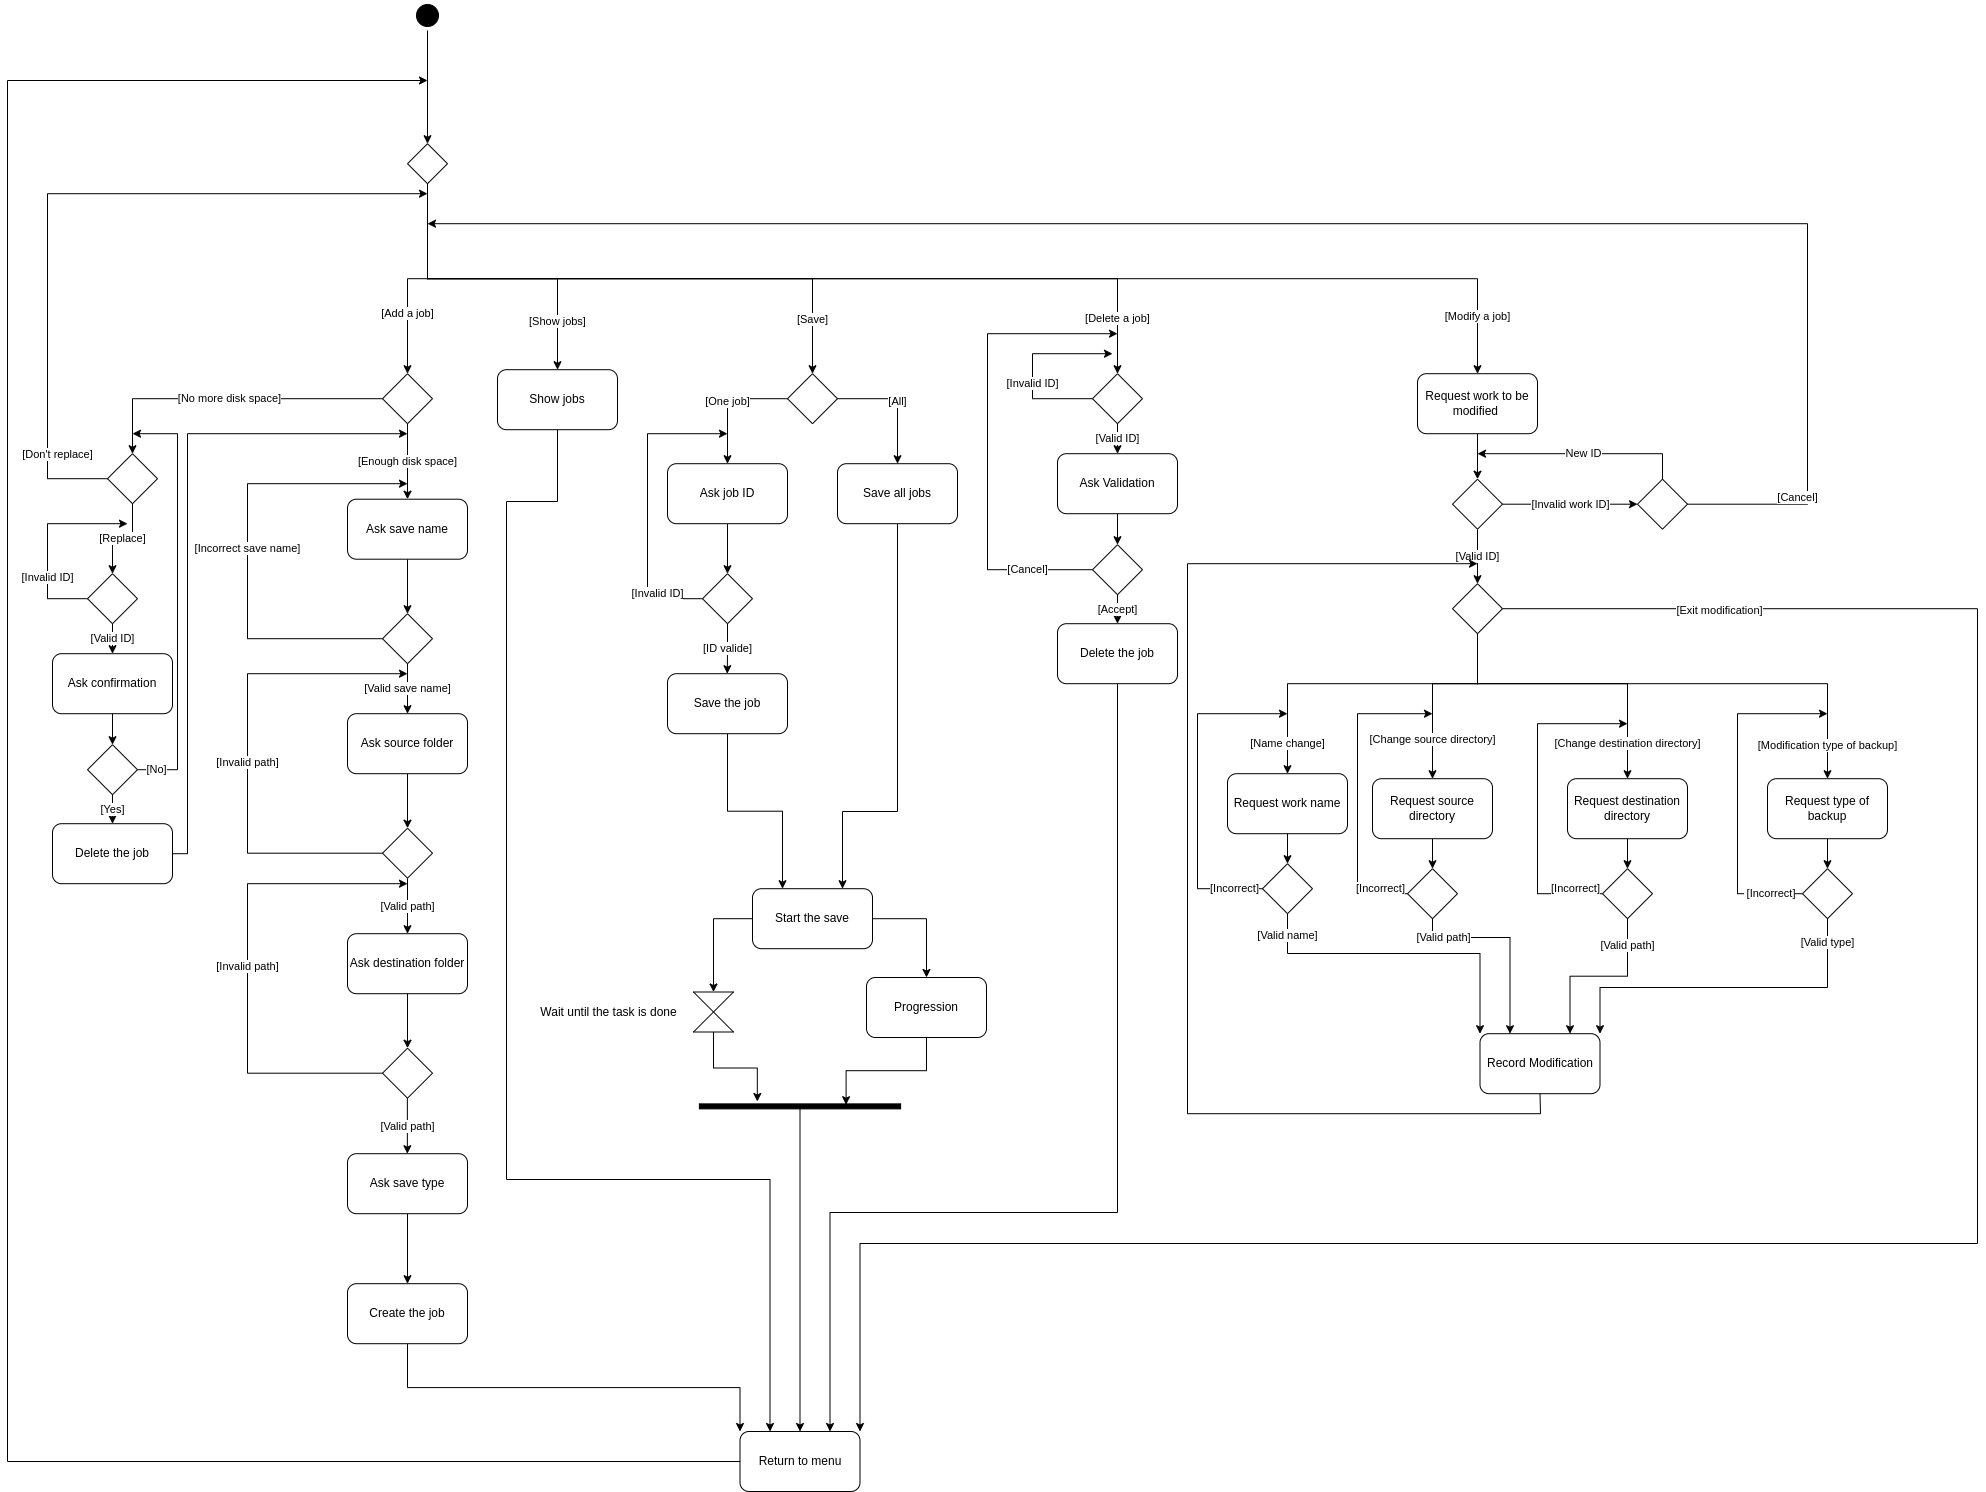 [Add a job]
[Show jobs]
[Save]
[Delete a job]
[Modify a job]
[No more disk space]
[Don't replace]
[Replace]
[Invalid ID]
[Valid ID]
Ask confirmation
[No]
[Yes]
Delete the job
[Enough disk space]
Ask save name
[Incorrect save name]
[Valid save name]
Ask source folder
[Invalid path]
[Valid path]
Ask destination folder
[Invalid path]
[Valid path]
Ask save type
Create the job
Show jobs
[One job]
[All]
Ask job ID
Save all jobs
[Invalid ID]
[ID valide]
Save the job
Start the save
Wait until the task is done
Progression
[Invalid ID]
[Valid ID]
Ask Validation
[Cancel]
[Accept]
Delete the job
Request work to be
modified
New ID
[Invalid work ID]
[Cancel]
[Valid ID]
[Exit modification]
[Name change]
[Change source directory]
[Change destination directory]
[Modification type of backup]
Request work name
Request source
directory
Request destination
directory
Request type of
backup
[Incorrect]
[Incorrect]
[Incorrect]
[Incorrect]
[Valid name]
[Valid path]
[Valid path]
[Valid type]
Record Modification
Return to menu